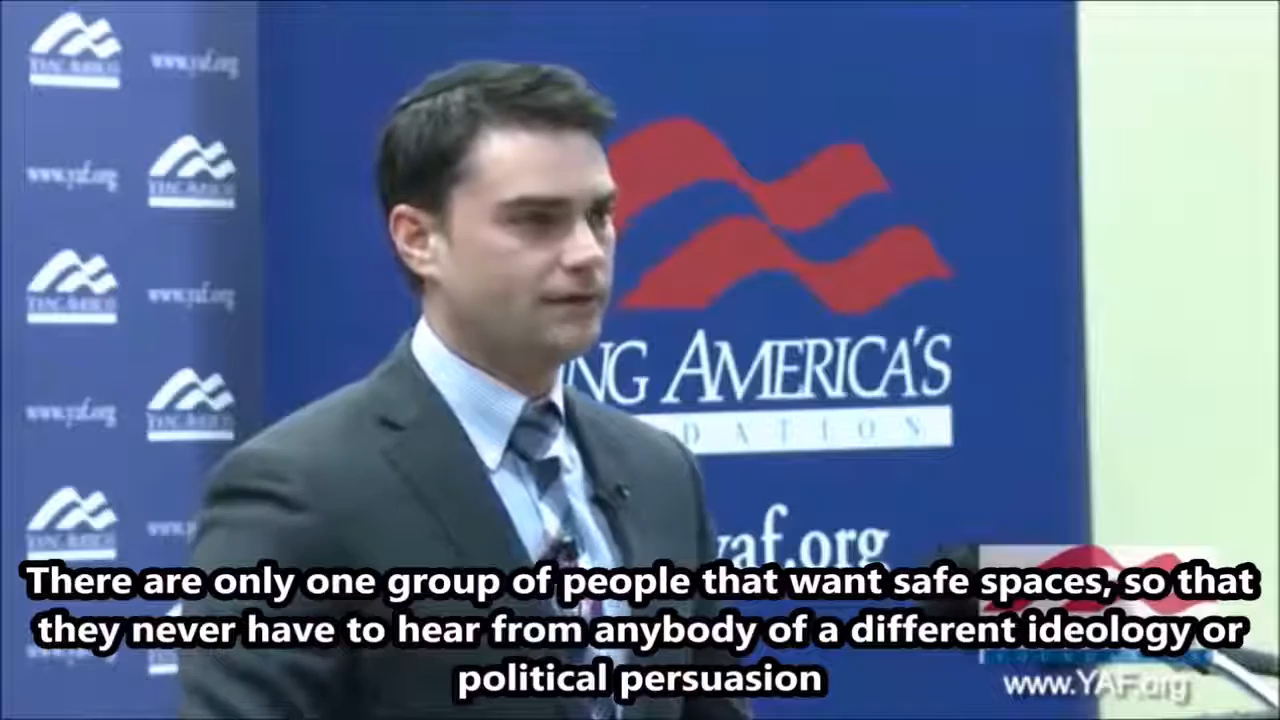 www.yaf.org
www.yaf.org
www.yaf.org
www.yaf.org
NG AMERICA'S
DATION
yaf.org
There are only one group of people that want safe spaces, so that
they never have to hear from anybody of a different ideology or
political persuasion
www.YAF.org